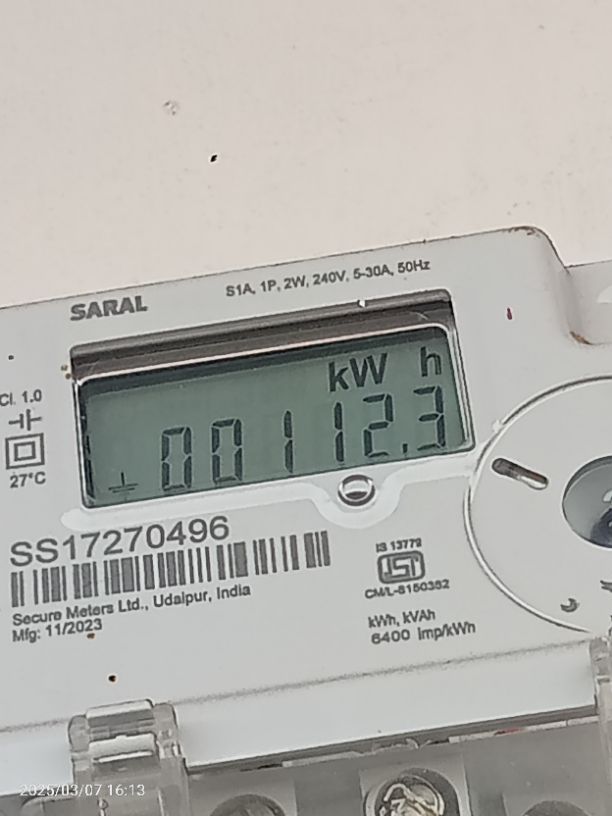 S1A, 1P, 2W, 240V, 5-30A, 50Hz
SARAL
kW h
00112.3
Cl. 1.0
27°C
SS17270496
Secure Meters Ltd., Udaipur, India
Mfg: 11/2023
IS 13779
ISI
CM/L-8150352
kWh, kVAh
6400 imp/kWh
2025/03/07 16:13